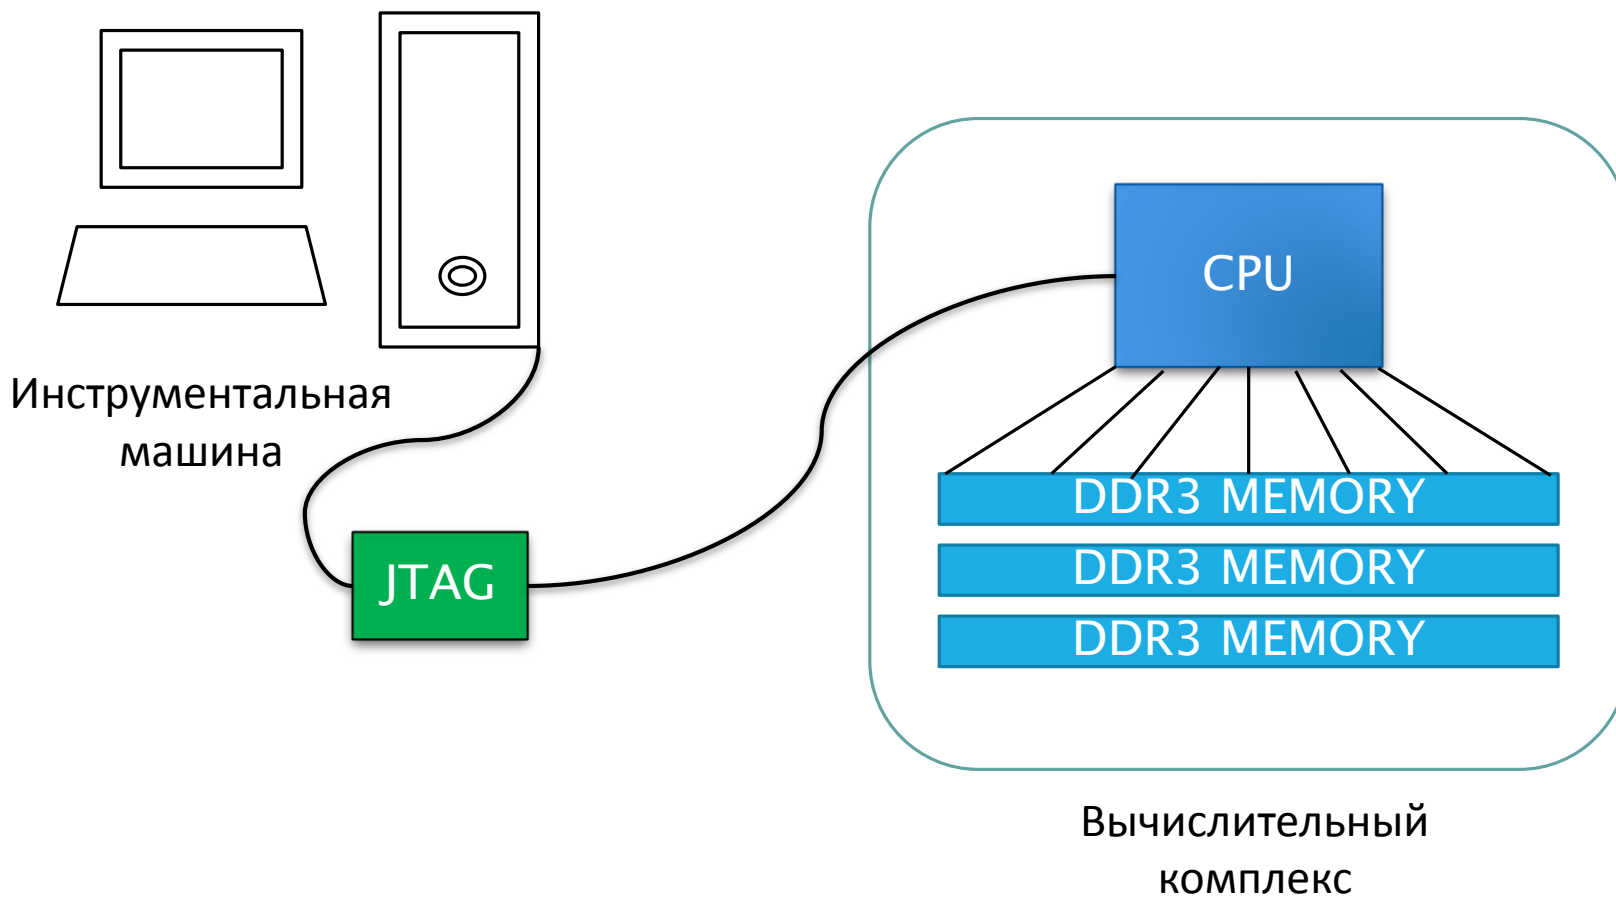 Инструментальная
машина
JTAG
CPU
DDR3 MEMORY
DDR3 MEMORY
DDR3 MEMORY
Вычислительный
комплекс